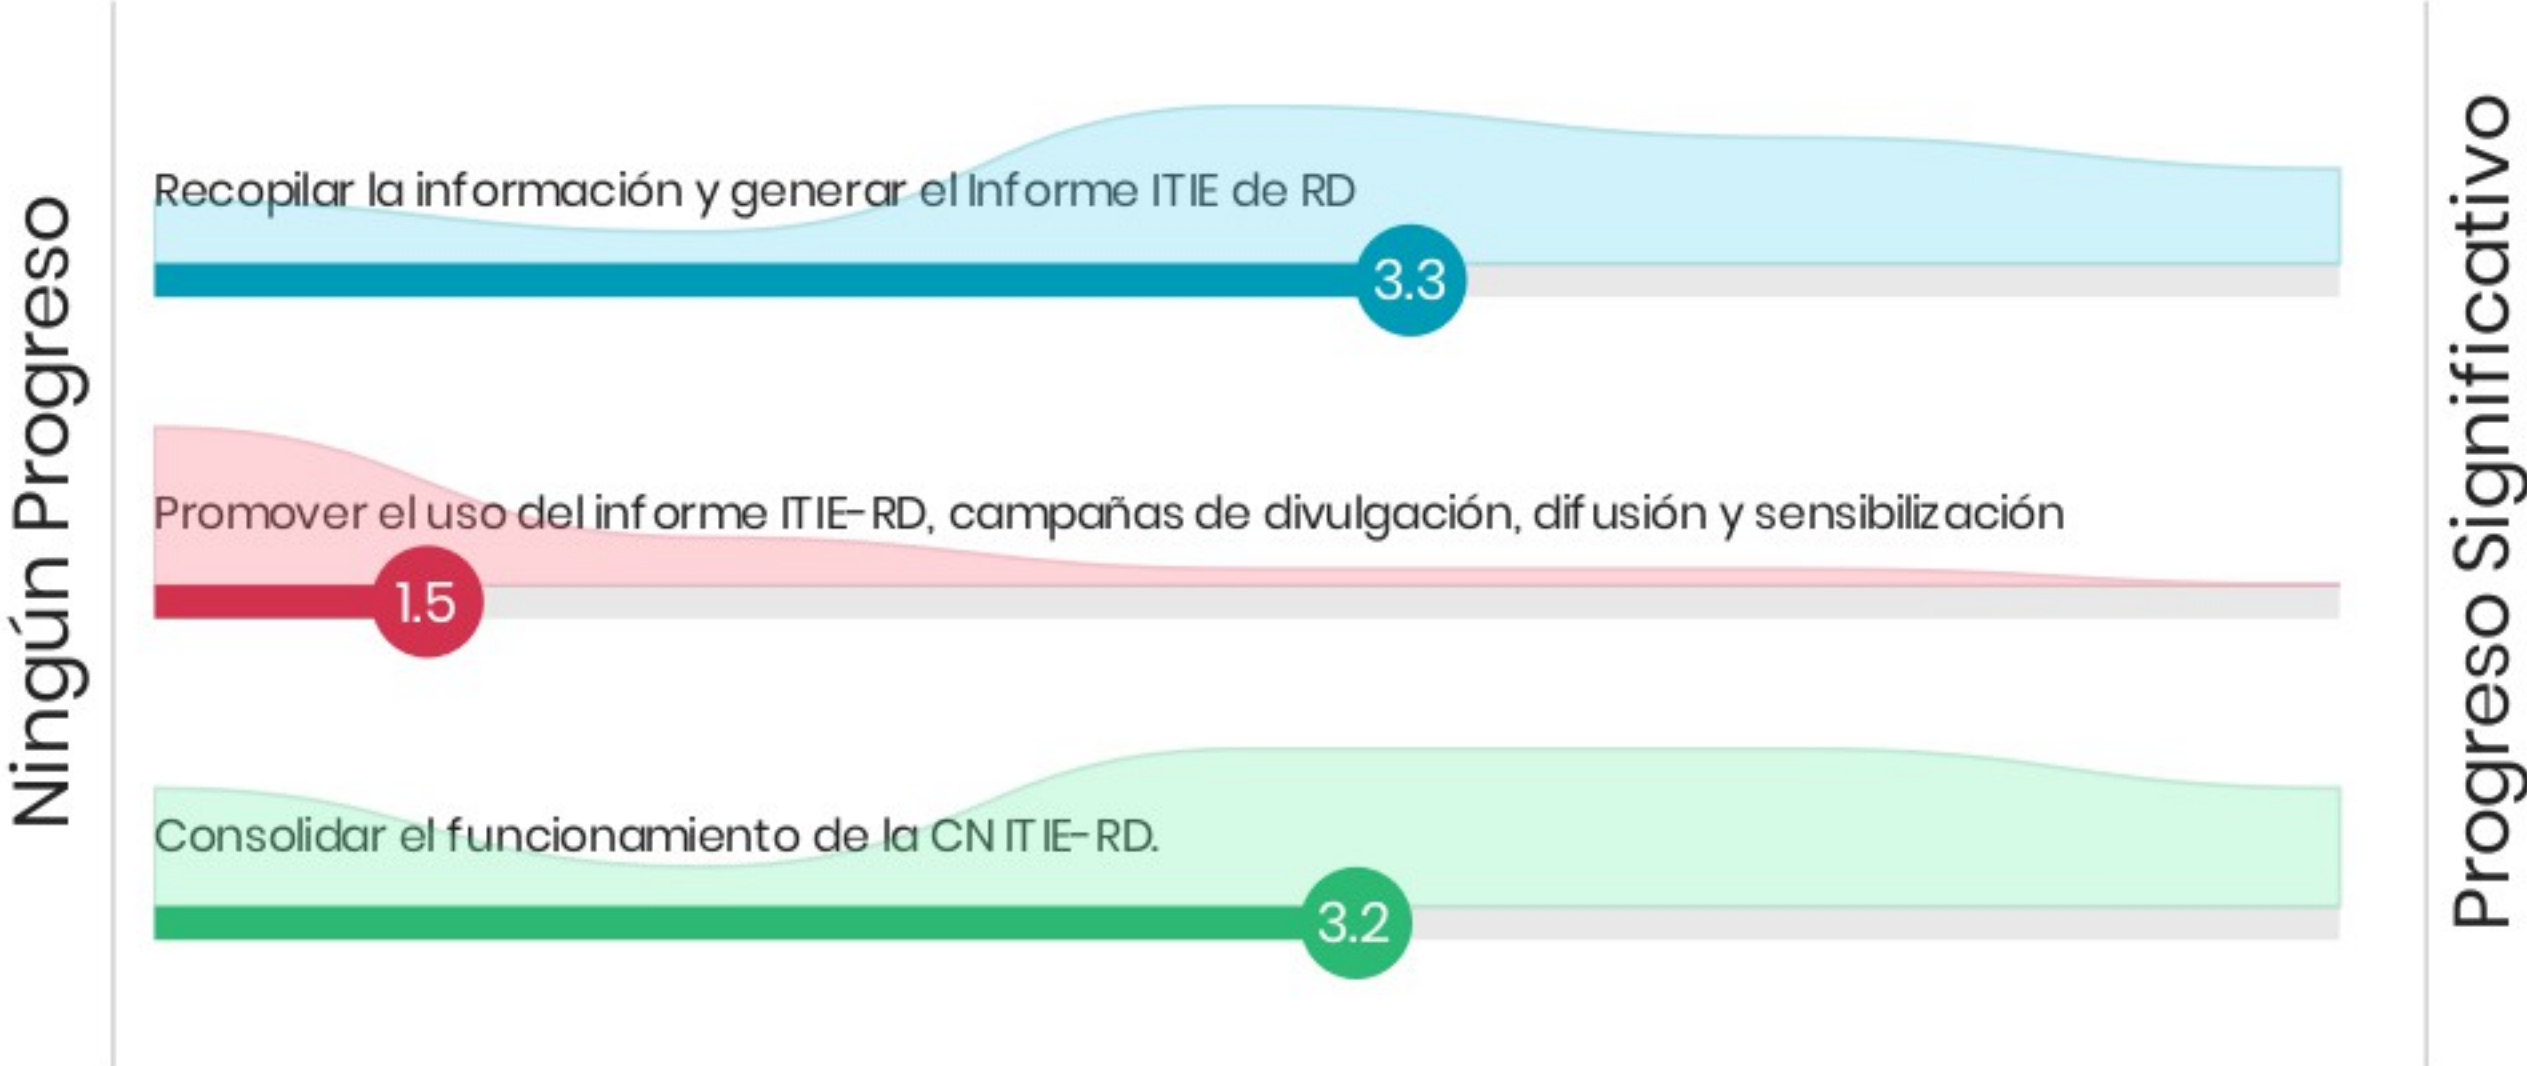 Ningún Progreso
Recopilar la información y generar el Informe ITIE de RD
3.3
Promover el uso del informe ITIE-RD, campañas de divulgación, difusión y sensibilización
1.5
Consolidar el funcionamiento de la CN ITIE-RD.
3.2
Progreso Significativo